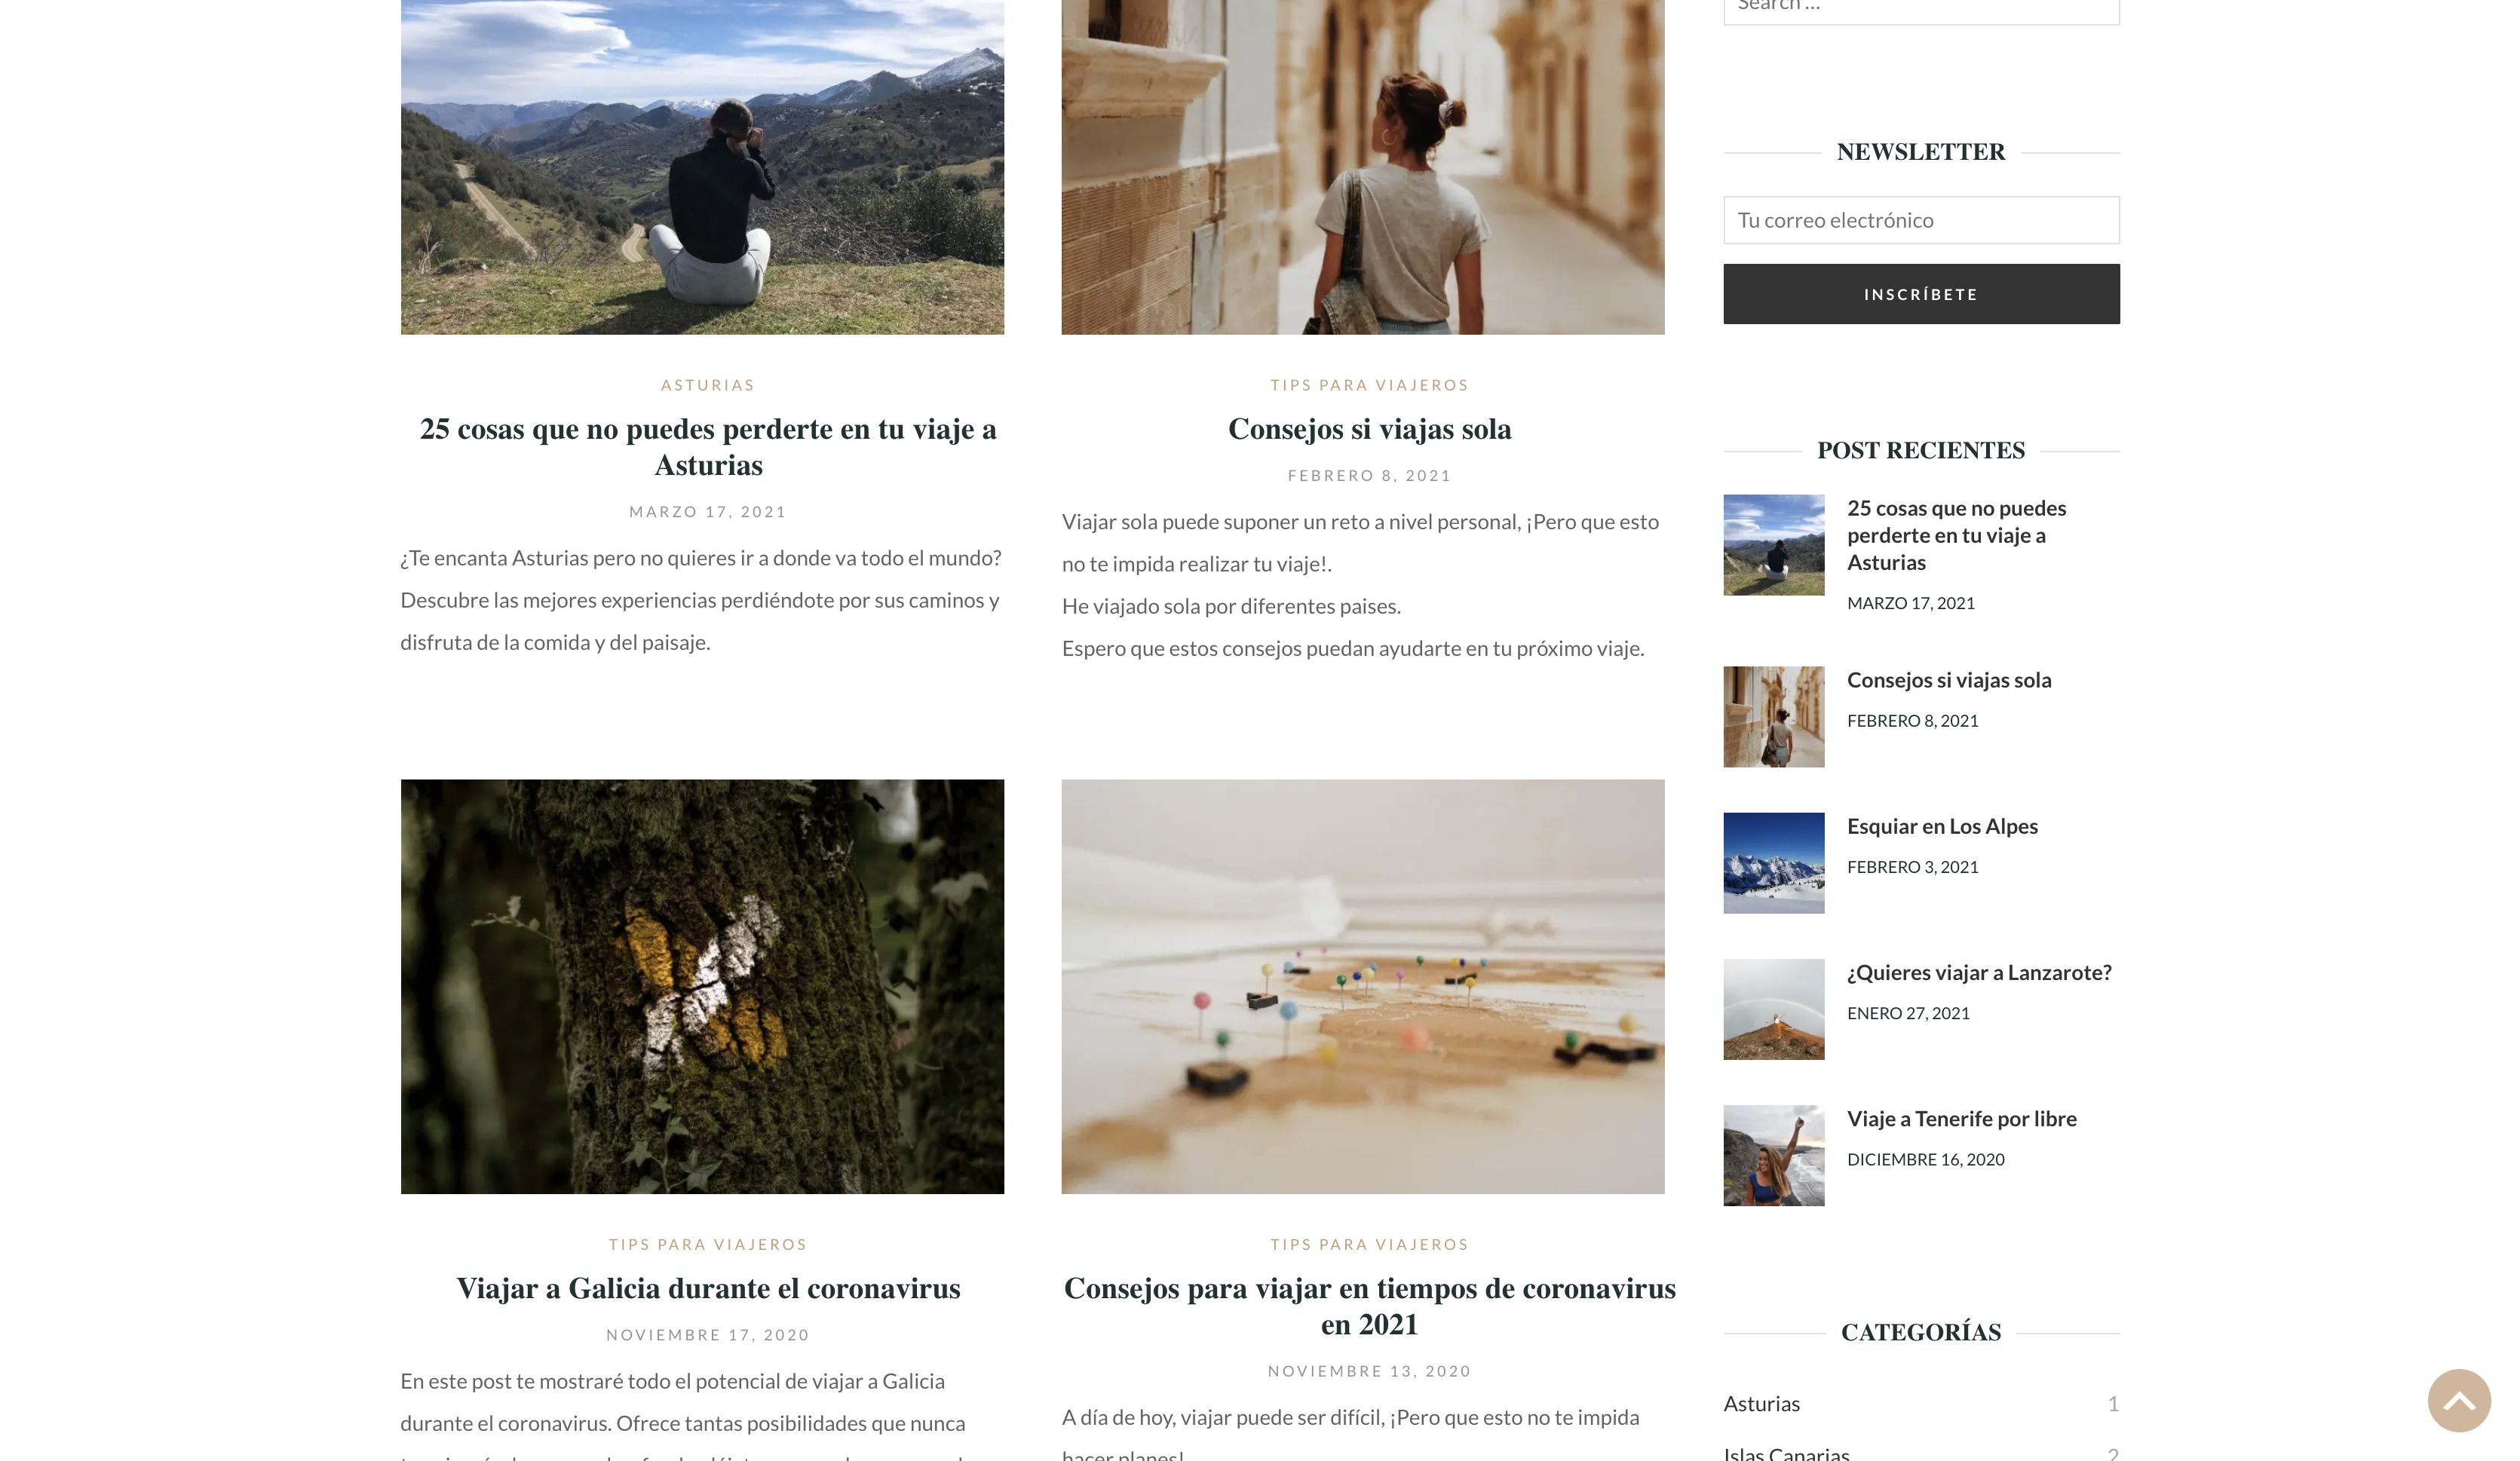 Search ...
ASTURIAS
25 cosas que no puedes perderte en tu viaje a
Asturias
MARZO 17, 2021
¿Te encanta Asturias pero no quieres ir a donde va todo el mundo?
Descubre las mejores experiencias perdiéndote por sus caminos y
disfruta de la comida y del paisaje.
TIPS PARA VIAJEROS
Consejos si viajas sola
FEBRERO 8, 2021
Viajar sola puede suponer un reto a nivel personal, ¡Pero que esto
no te impida realizar tu viaje!.
He viajado sola por diferentes paises.
Espero que estos consejos puedan ayudarte en tu próximo viaje.
TIPS PARA VIAJEROS
Viajar a Galicia durante el coronavirus
NOVIEMBRE 17, 2020
En este post te mostraré todo el potencial de viajar a Galicia
durante el coronavirus. Ofrece tantas posibilidades que nunca
TIPS PARA VIAJEROS
Consejos para viajar en tiempos de coronavirus
en 2021
NOVIEMBRE 13, 2020
A día de hoy, viajar puede ser difícil, ¡Pero que esto no te impida
hacer planes!
NEWSLETTER
Tu correo electrónico
INSCRÍBETE
POST RECIENTES
25 cosas que no puedes
perderte en tu viaje a
Asturias
MARZO 17, 2021
Consejos si viajas sola
FEBRERO 8, 2021
Esquiar en Los Alpes
FEBRERO 3, 2021
¿Quieres viajar a Lanzarote?
ENERO 27, 2021
Viaje a Tenerife por libre
DICIEMBRE 16, 2020
CATEGORÍAS
Asturias 1
Islas Canarias 2